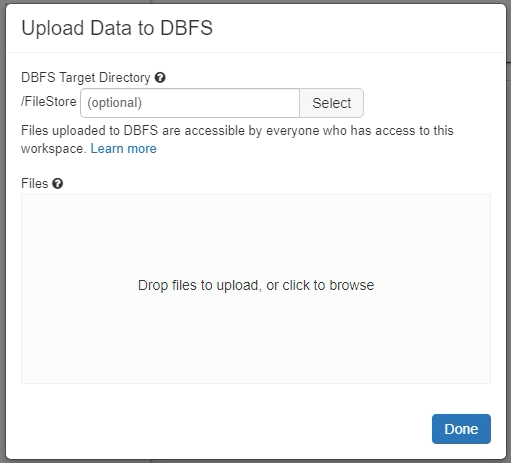 Upload Data to DBFS
DBFS Target Directory ?
/FileStore (optional) Select
Files uploaded to DBFS are accessible by everyone who has access to this
workspace. Learn more
Files ?
Drop files to upload, or click to browse
Done